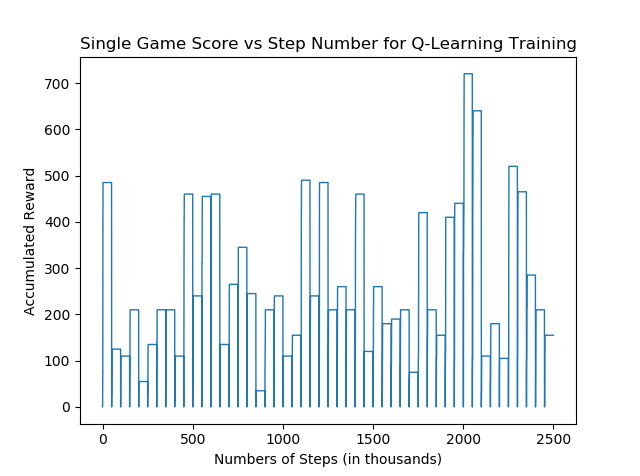 Single Game Score vs Step Number for Q-Learning Training
700
600
500
400
300
200
100
0
Accumulated Reward
0 500 1000 1500 2000 2500
Numbers of Steps (in thousands)